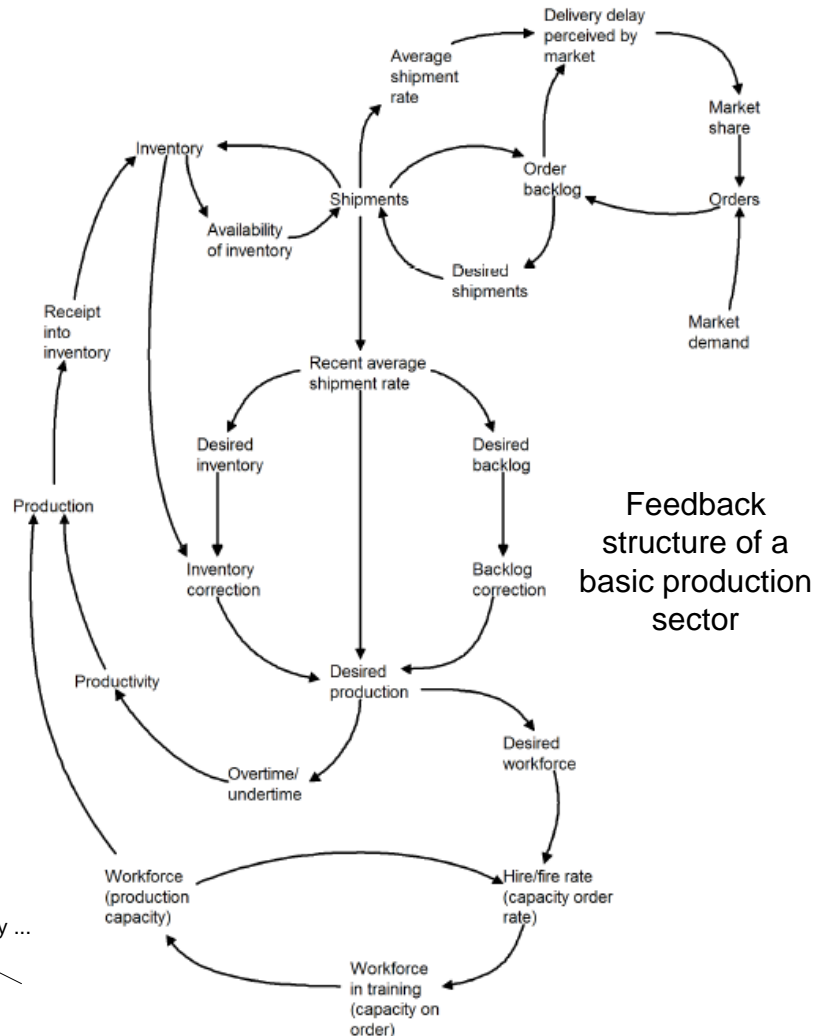 Delivery delay
perceived by
market
Average
shipment
rate
Market
share
Inventory
Order
backlog
Shipments
Orders
Availability
of inventory
Desired
shipments
Receipt
into
inventory
Market
demand
Recent average
shipment rate
Desired
inventory
Desired
backlog
Production
Feedback
structure of a
basic production
sector
Inventory
correction
Backlog
correction
Desired
production
Productivity
Desired
workforce
Overtime/
undertime
Workforce
(production
capacity)
Hire/fire rate
(capacity order
rate)
y ...
Workforce
in training
(capacity on
order)